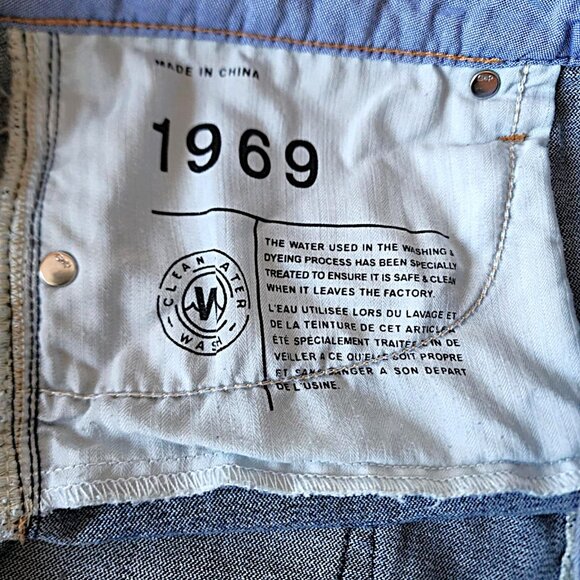 MADE IN CHINA
GAP
1969
GAP
CLEAN WATER
WASH
THE WATER USED IN THE WASHING &
DYEING PROCESS HAS BEEN SPECIALLY
TREATED TO ENSURE IT IS SAFE & CLEAN
WHEN IT LEAVES THE FACTORY.
L'EAU UTILISÉE LORS DU LAVAGE ET
DE LA TEINTURE DE CET ARTICLE A
ÉTÉ SPÉCIALEMENT TRAITÉE AFIN DE
VEILLER À CE QU'ELLE SOIT PROPRE
ET SANS DANGER À SON DÉPART
DE L'USINE.